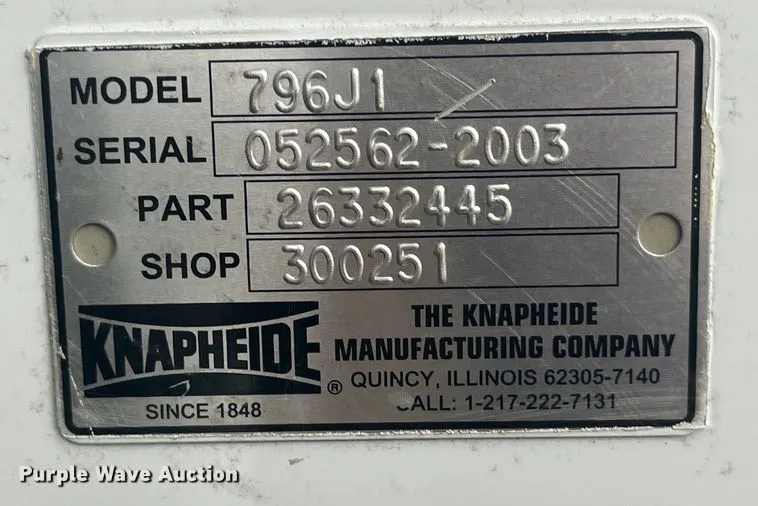 MODEL 796J1
SERIAL 052562-2003
PART 26332445
SHOP 300251
KNAPHEIDE ®
SINCE 1848
THE KNAPHEIDE
MANUFACTURING COMPANY
QUINCY, ILLINOIS 62305-7140
CALL: 1-217-222-7131
Purple Wave Auction